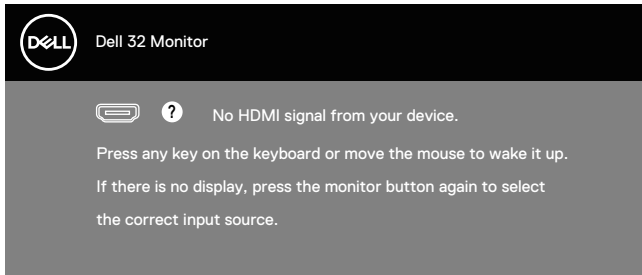 DELL
Dell 32 Monitor
? No HDMI signal from your device.
Press any key on the keyboard or move the mouse to wake it up.
If there is no display, press the monitor button again to select
the correct input source.